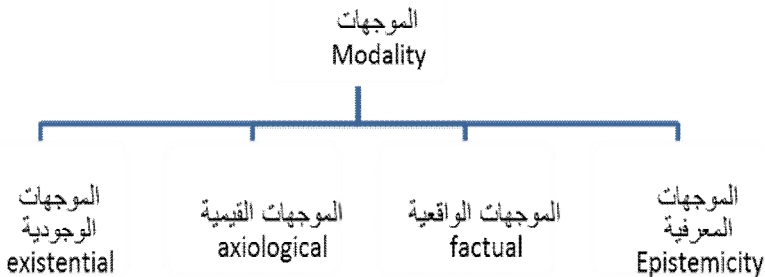 الموجهات
Modality
الموجهات
المعرفية
Epistemicity
الموجهات الواقعية
factual
الموجهات القيمية
axiological
الموجهات
الوجودية
existential